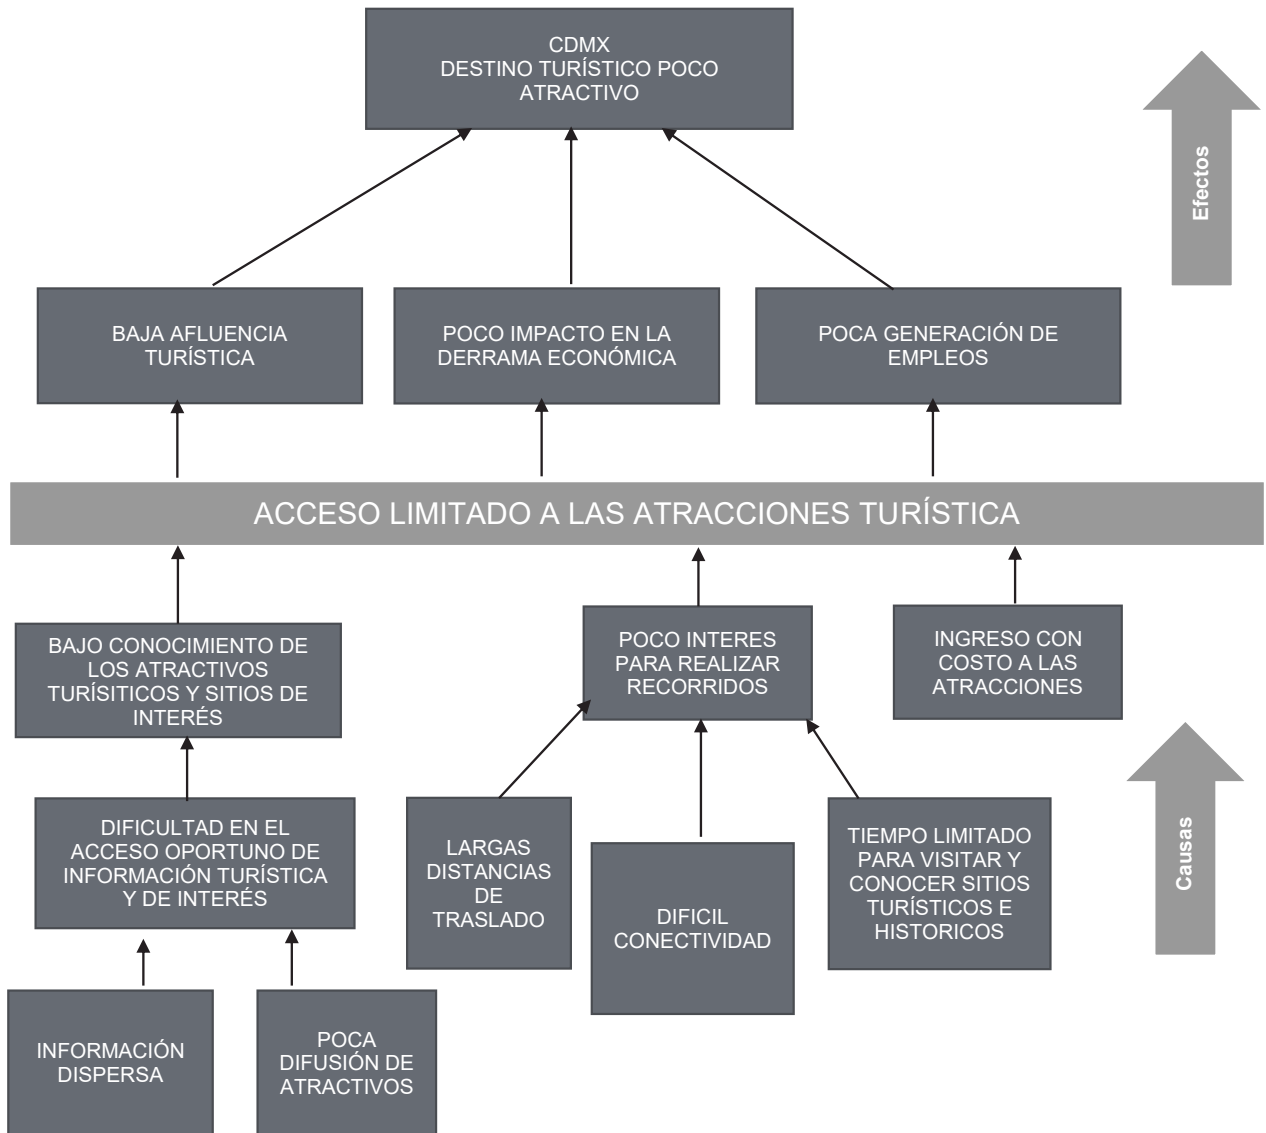 CDMX
DESTINO TURÍSTICO POCO
ATRACTIVO
Efectos
BAJA AFLUENCIA
TURÍSTICA
POCO IMPACTO EN LA
DERRAMA ECONÓMICA
POCA GENERACIÓN DE
EMPLEOS
ACCESO LIMITADO A LAS ATRACCIONES TURÍSTICA
BAJO CONOCIMIENTO DE
LOS ATRACTIVOS
TURÍSITICOS Y SITIOS DE
INTERÉS
POCO INTERES
PARA REALIZAR
RECORRIDOS
INGRESO CON
COSTO A LAS
ATRACCIONES
Causas
DIFICULTAD EN EL
ACCESO OPORTUNO DE
INFORMACIÓN TURÍSTICA
Y DE INTERÉS
LARGAS
DISTANCIAS
DE
TRASLADO
DIFICIL
CONECTIVIDAD
TIEMPO LIMITADO
PARA VISITAR Y
CONOCER SITIOS
TURÍSTICOS E
HISTORICOS
INFORMACIÓN
DISPERSA
POCA
DIFUSIÓN DE
ATRACTIVOS